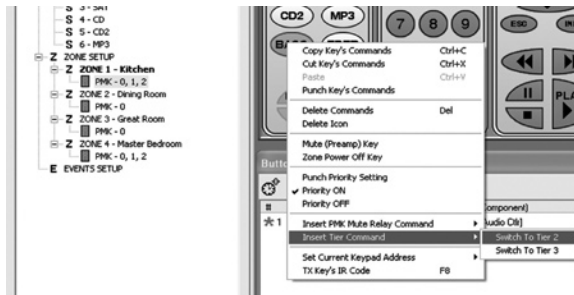 S 3 - SAT
S 4 - CD
S 5 - CD2
S 6 - MP3
Z ZONE SETUP
Z ZONE 1 - Kitchen
PMK - 0, 1, 2
Z ZONE 2 - Dining Room
PMK - 0
Z ZONE 3 - Great Room
PMK - 0
Z ZONE 4 - Master Bedroom
PMK - 0, 1, 2
E EVENTS SETUP
CD2 MP3
7 8 9
ESC
PLA
Copy Key's Commands Ctrl+C
Cut Key's Commands Ctrl+X
Paste Ctrl+V
Punch Key's Commands
Delete Commands Del
Delete Icon
Mute (Preamp) Key
Zone Power Off Key
Punch Priority Setting
Priority ON
Priority OFF
Insert PMK Mute Relay Command
Insert Tier Command
Switch To Tier 2
Switch To Tier 3
Set Current Keypad Address
TX Key's IR Code F8
Butto
# omponent)
1 udio Ctl)